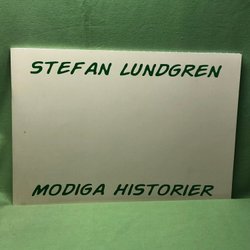 STEFAN LUNDGREN
MODIGA HISTORIER